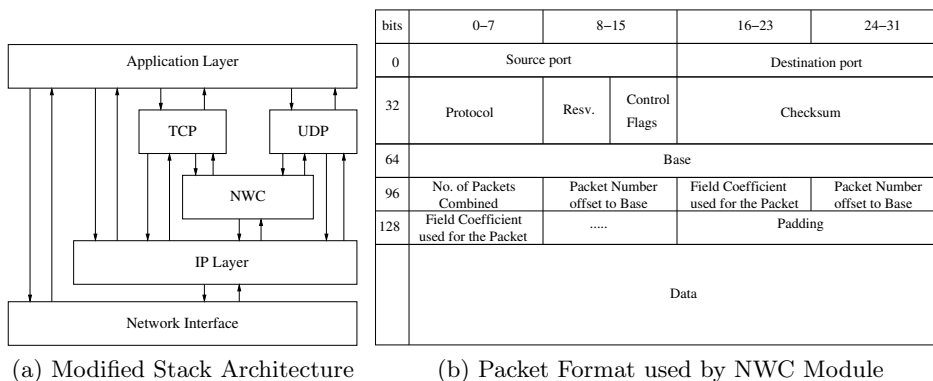 Application Layer
TCP
UDP
NWC
IP Layer
Network Interface
(a) Modified Stack Architecture
bits 0–7 8–15 16–23 24–31
0 Source port Destination port
32 Protocol Resv. Control Flags Checksum
64 Base
96 No. of Packets Combined Packet Number offset to Base Field Coefficient used for the Packet Packet Number offset to Base
128 Field Coefficient used for the Packet ..... Padding
Data
(b) Packet Format used by NWC Module